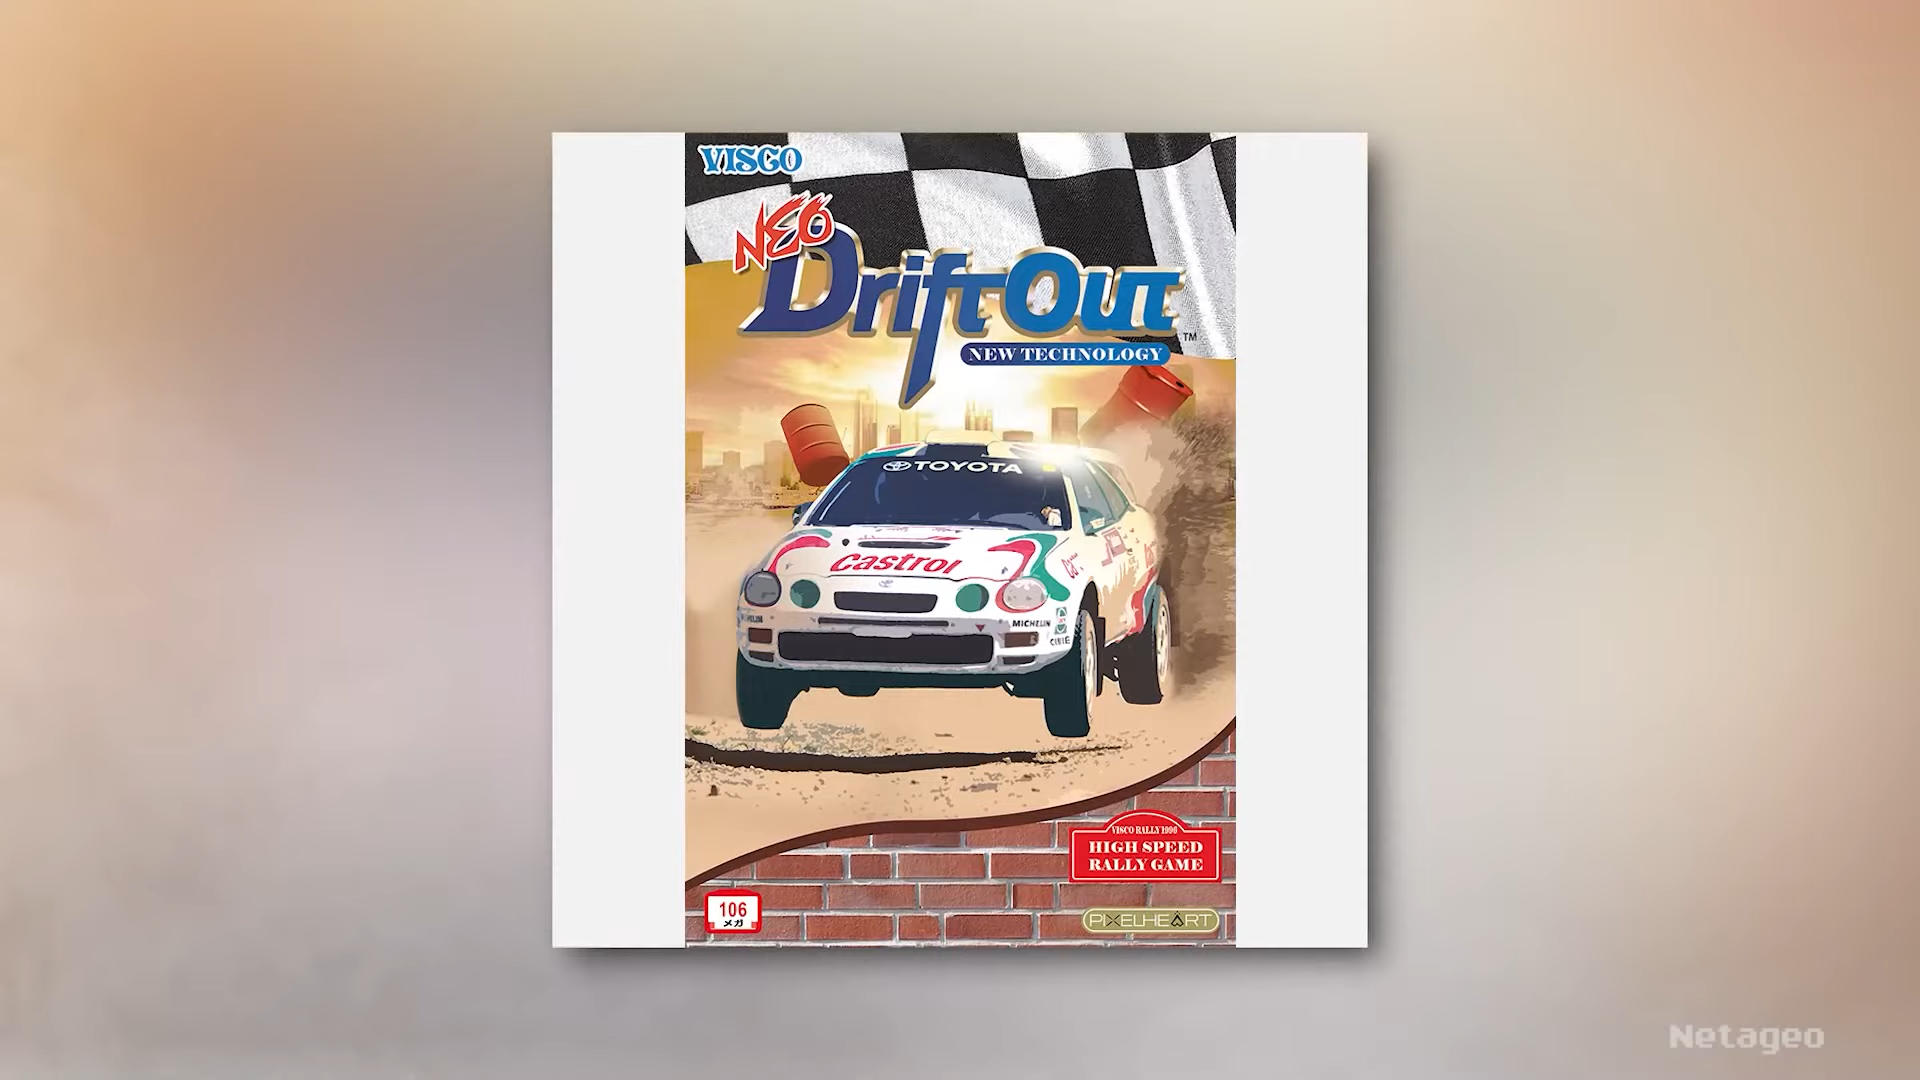 VISCO
NEO
Drift Out
TM
NEW TECHNOLOGY
TOYOTA
Castrol
MICHELIN
CIBIE
VISCO RALLY 1996
HIGH SPEED
RALLY GAME
106
メガ
PIXELHEART
Netageo